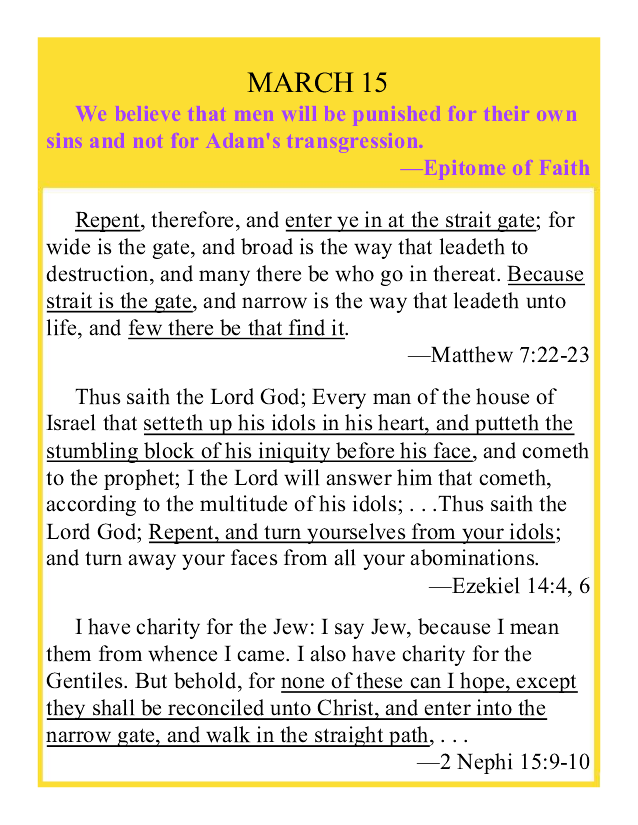 MARCH 15
We believe that men will be punished for their own
sins and not for Adam's transgression.
—Epitome of Faith
Repent, therefore, and enter ye in at the strait gate; for
wide is the gate, and broad is the way that leadeth to
destruction, and many there be who go in thereat. Because
strait is the gate, and narrow is the way that leadeth unto
life, and few there be that find it.
—Matthew 7:22-23
Thus saith the Lord God; Every man of the house of
Israel that setteth up his idols in his heart, and putteth the
stumbling block of his iniquity before his face, and cometh
to the prophet; I the Lord will answer him that cometh,
according to the multitude of his idols; . . .Thus saith the
Lord God; Repent, and turn yourselves from your idols;
and turn away your faces from all your abominations.
—Ezekiel 14:4, 6
I have charity for the Jew: I say Jew, because I mean
them from whence I came. I also have charity for the
Gentiles. But behold, for none of these can I hope, except
they shall be reconciled unto Christ, and enter into the
narrow gate, and walk in the straight path, . . .
—2 Nephi 15:9-10